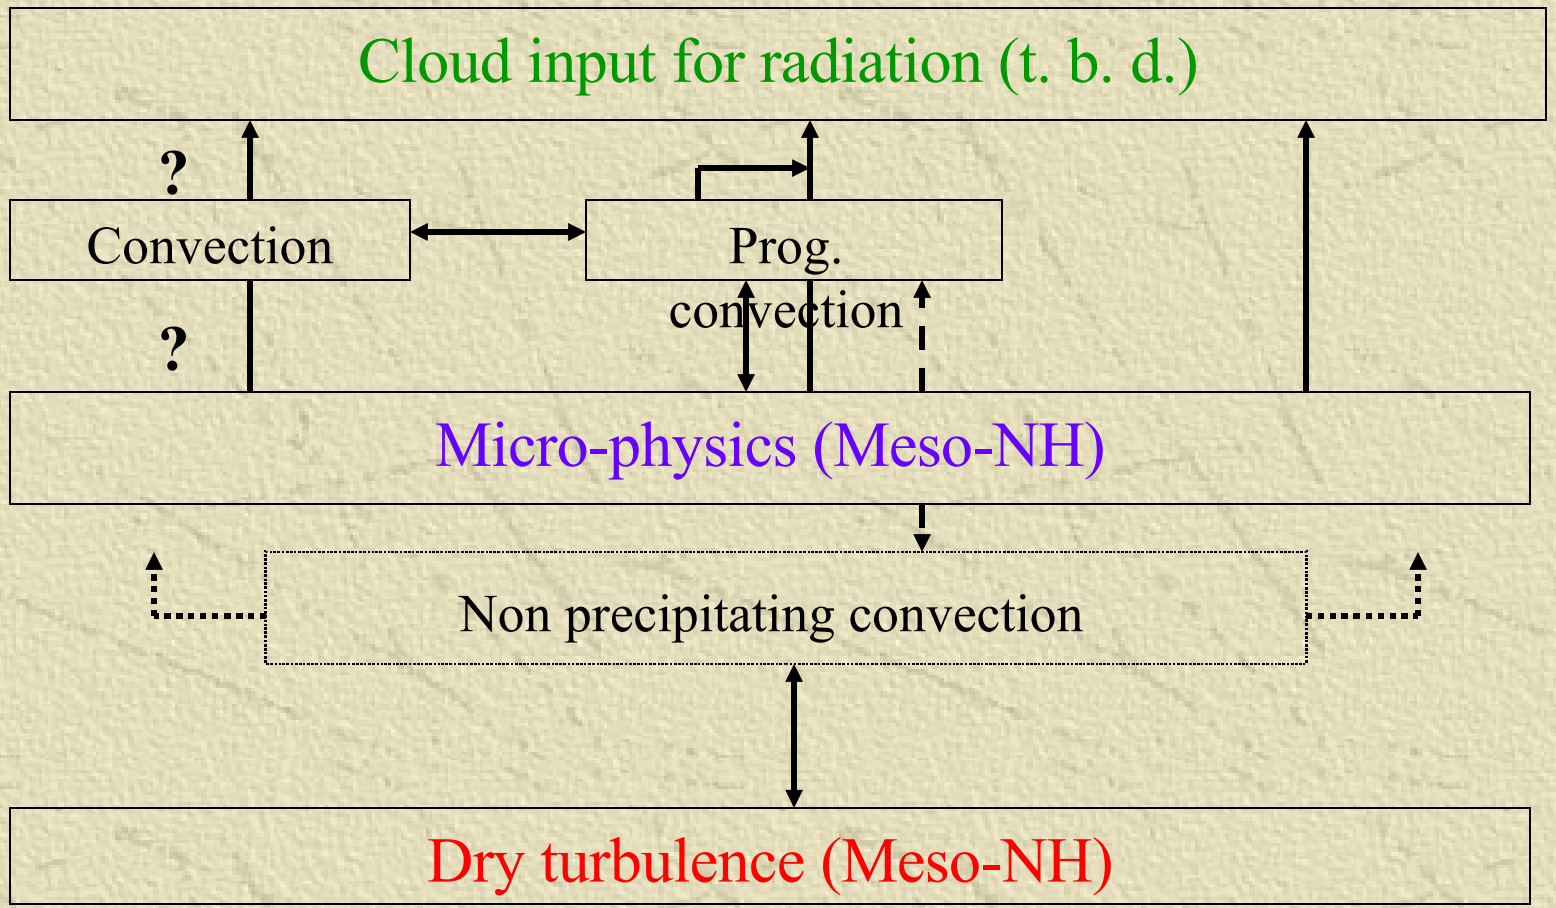 Cloud input for radiation (t. b. d.)
?
Convection
Prog.
convection
?
Micro-physics (Meso-NH)
Non precipitating convection
Dry turbulence (Meso-NH)